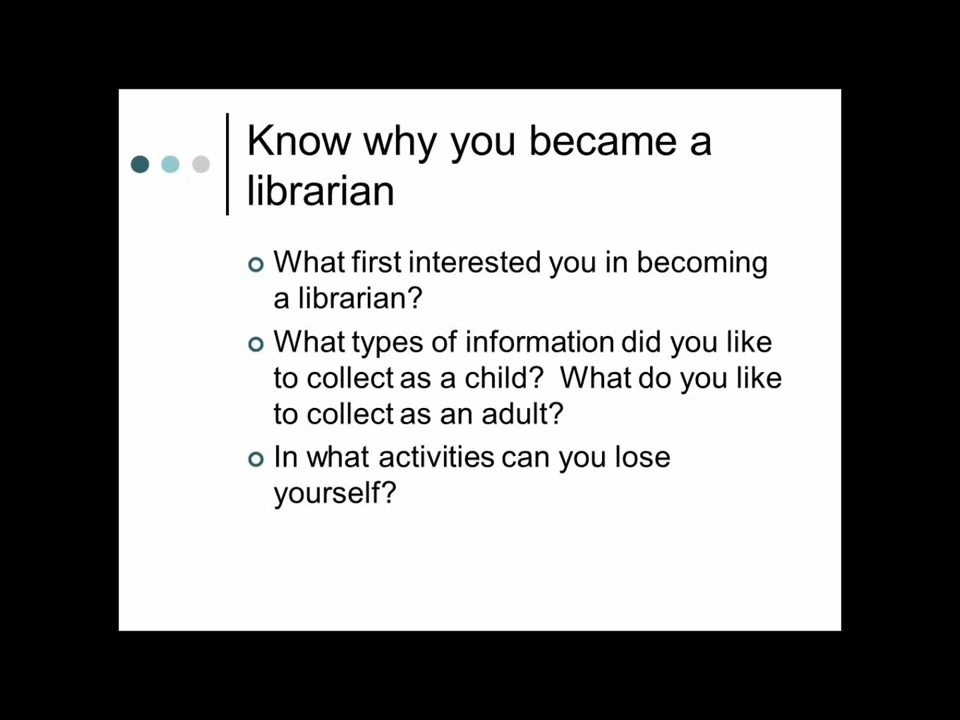 Know why you became a
librarian
What first interested you in becoming
a librarian?
What types of information did you like
to collect as a child?  What do you like
to collect as an adult?
In what activities can you lose
yourself?